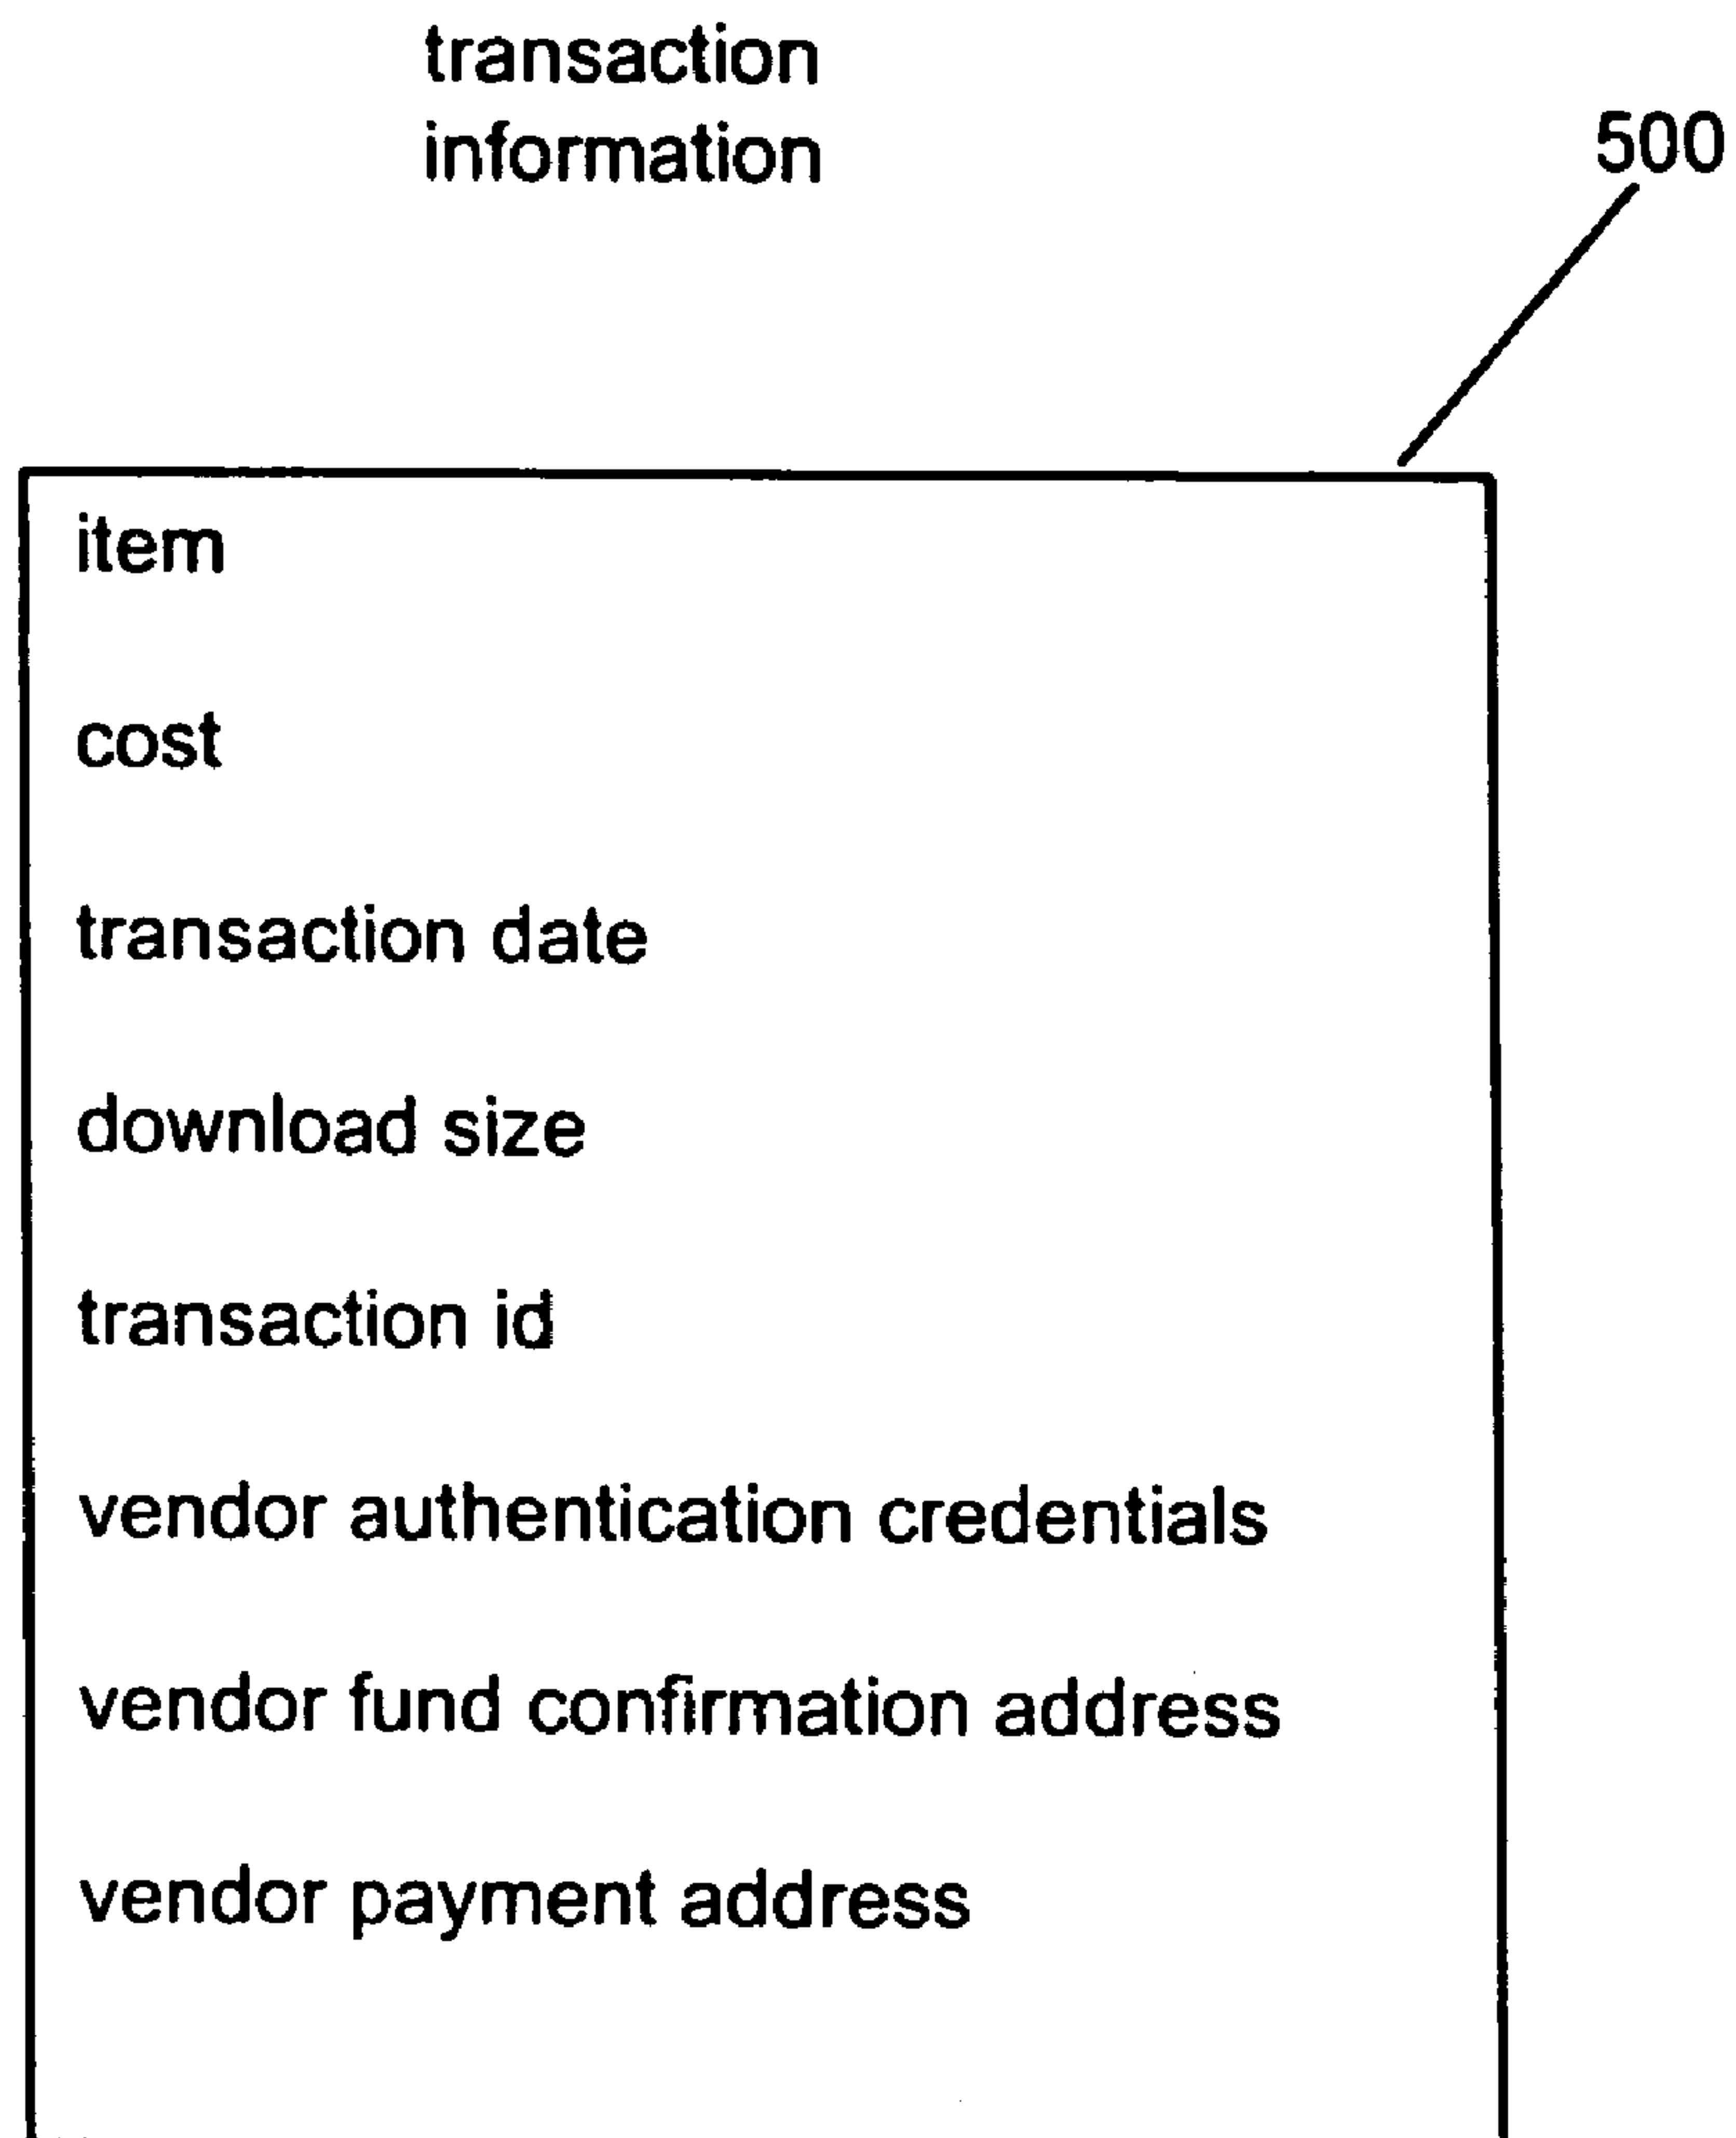 transaction
information
500
item
cost
transaction date
download size
transaction id
vendor authentication credentials
vendor fund confirmation address
vendor payment address